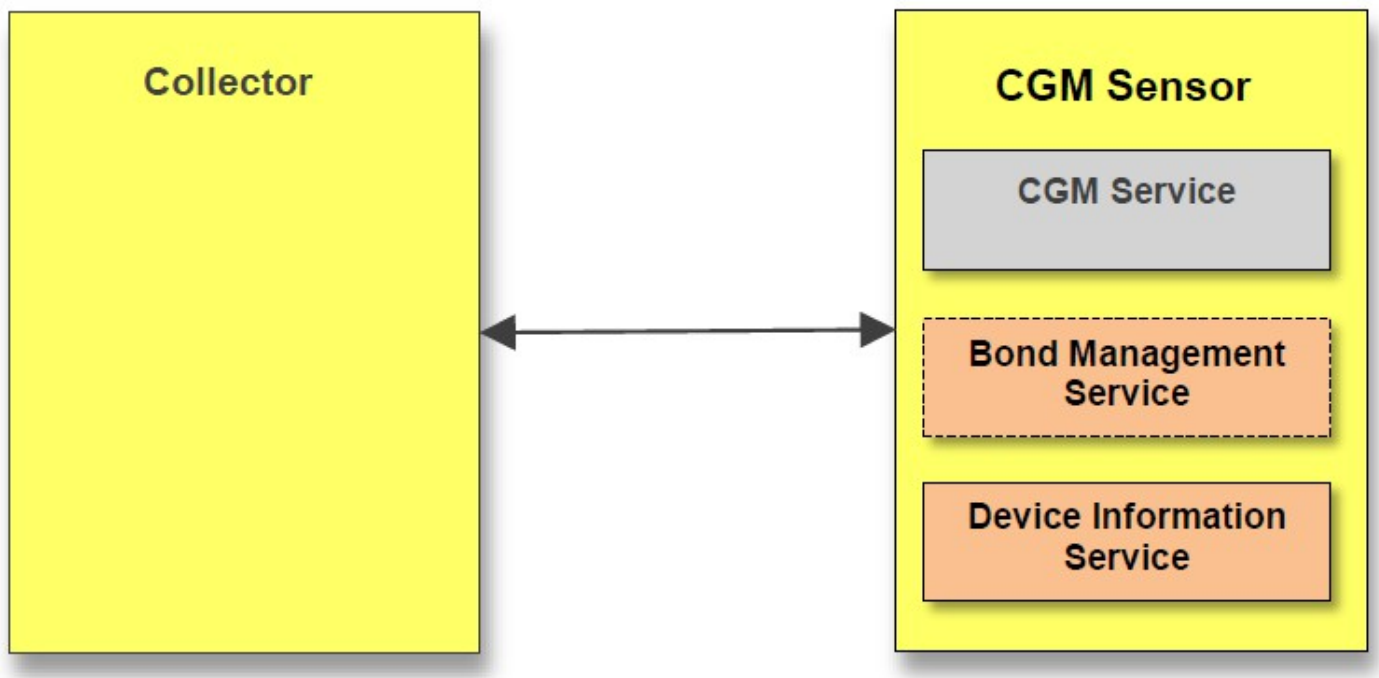 Collector
CGM Sensor
CGM Service
Bond Management
Service
Device Information
Service